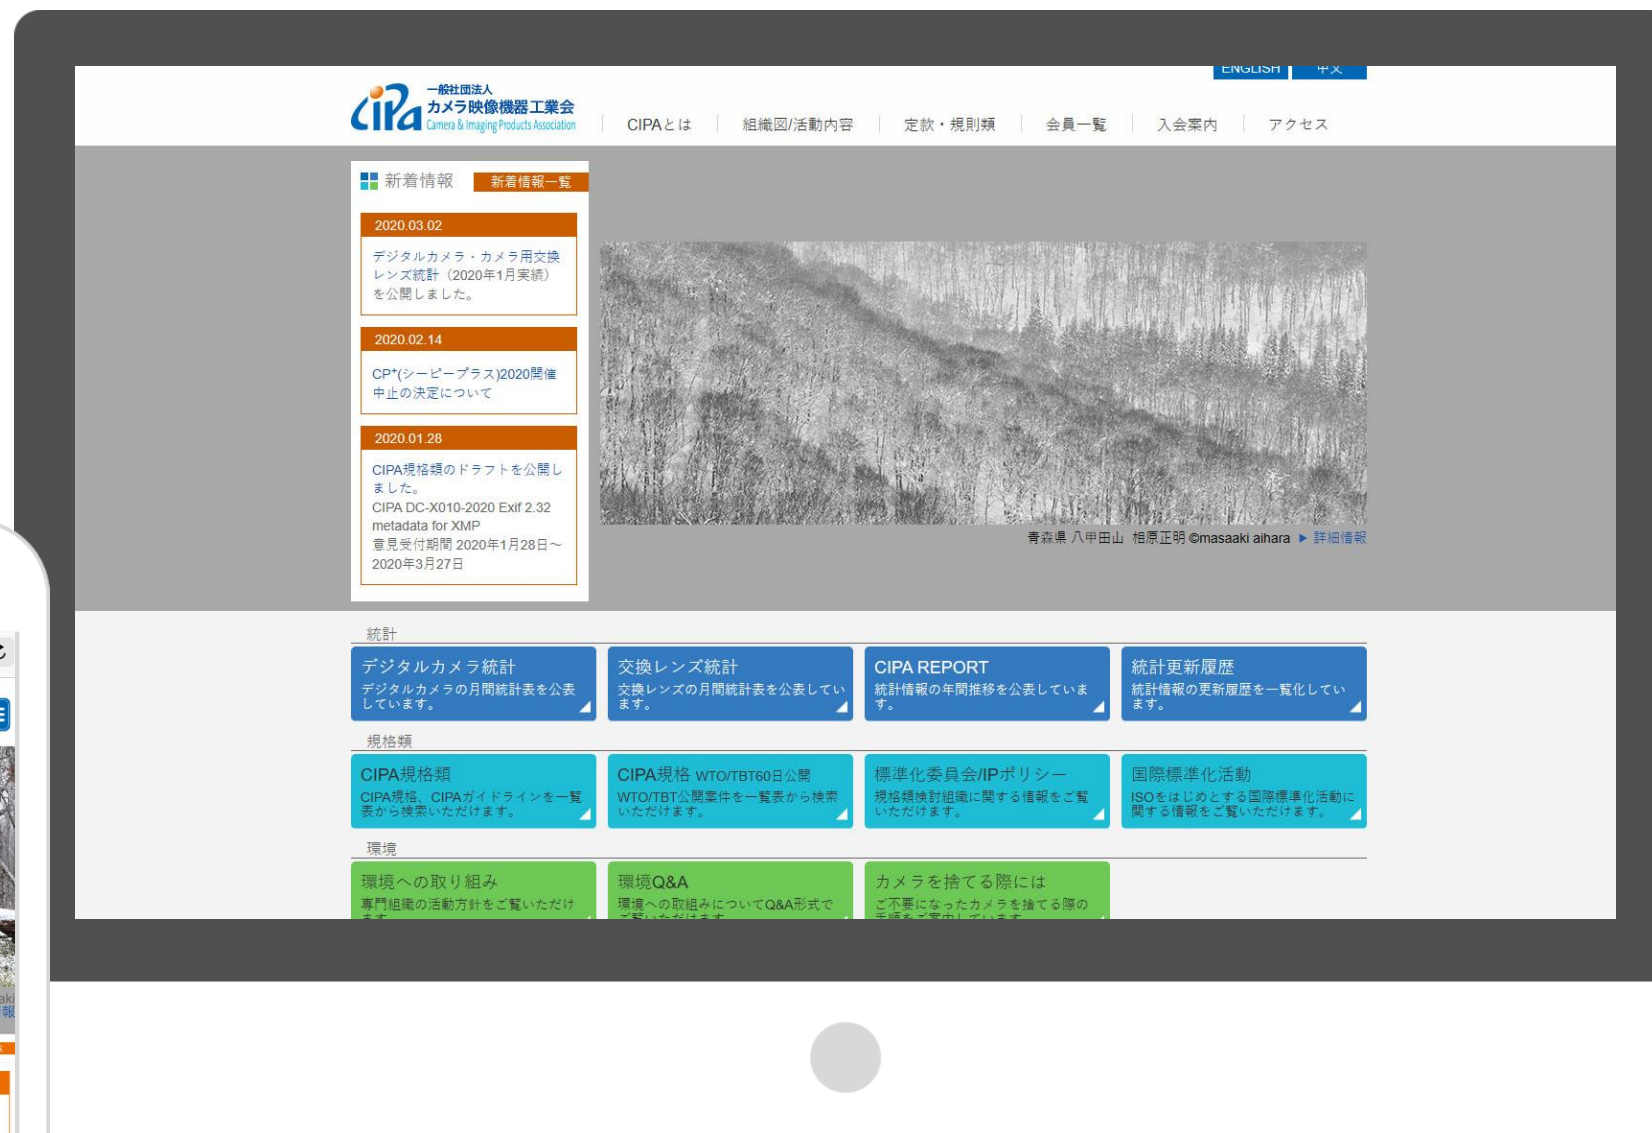 ENGLISH 中文
一般社団法人
カメラ映像機器工業会
CIPA Camera & Imaging Products Association
CIPAとは 組織図/活動内容 定款・規則類 会員一覧 入会案内 アクセス
新着情報 新着情報一覧
2020.03.02
デジタルカメラ・カメラ用交換
レンズ統計（2020年1月実績）
を公開しました。
2020.02.14
CP+(シーピープラス)2020開催
中止の決定について
2020.01.28
CIPA規格類のドラフトを公開し
ました。
CIPA DC-X010-2020 Exif 2.32
metadata for XMP
意見受付期間 2020年1月28日～
2020年3月27日
青森県 八甲田山 相原正明 ©masaaki aihara ▶ 詳細情報
統計
デジタルカメラ統計
デジタルカメラの月間統計表を公表
しています。
交換レンズ統計
交換レンズの月間統計表を公表してい
ます。
CIPA REPORT
統計情報の年間推移を公表していま
す。
統計更新履歴
統計情報の更新履歴を一覧化してい
ます。
規格類
CIPA規格類
CIPA規格、CIPAガイドラインを一覧
表から検索いただけます。
CIPA規格 WTO/TBT60日公開
WTO/TBT公開案件を一覧表から検索
いただけます。
標準化委員会/IPポリシー
規格類検討組織に関する情報をご覧
いただけます。
国際標準化活動
ISOをはじめとする国際標準化活動に
関する情報をご覧いただけます。
環境
環境への取り組み
専門組織の活動方針をご覧いただけ
ます。
環境Q&A
環境への取組みについてQ&A形式で
ご覧いただけます。
カメラを捨てる際には
ご不要になったカメラを捨てる際の
手順をご案内しています。
aki
報